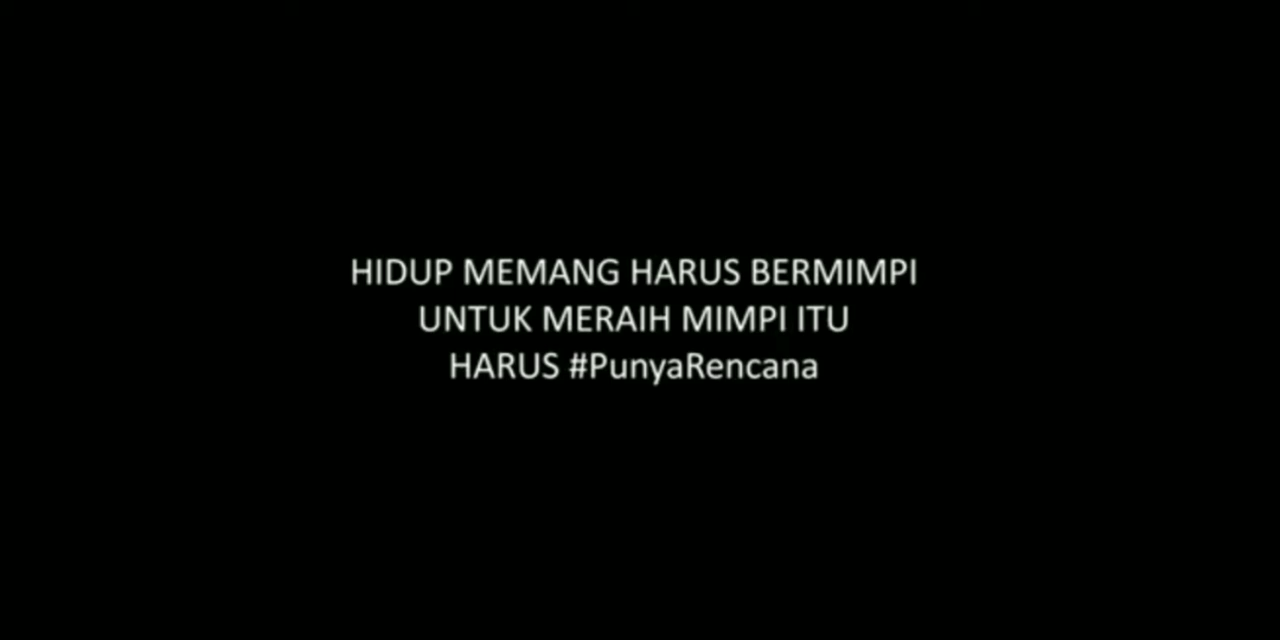 HIDUP MEMANG HARUS BERMIMPI
UNTUK MERAIH MIMPI ITU
HARUS #PunyaRencana